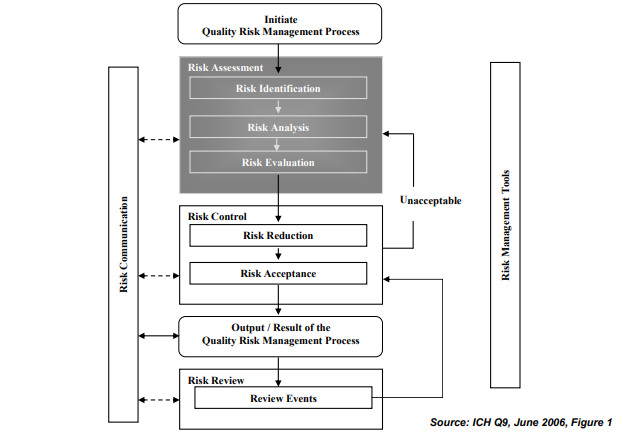 Initiate
Quality Risk Management Process
Risk Assessment
Risk Identification
Risk Analysis
Risk Evaluation
Risk Communication
Unacceptable
Risk Management Tools
Risk Control
Risk Reduction
Risk Acceptance
Output / Result of the
Quality Risk Management Process
Risk Review
Review Events
Source: ICH Q9, June 2006, Figure 1